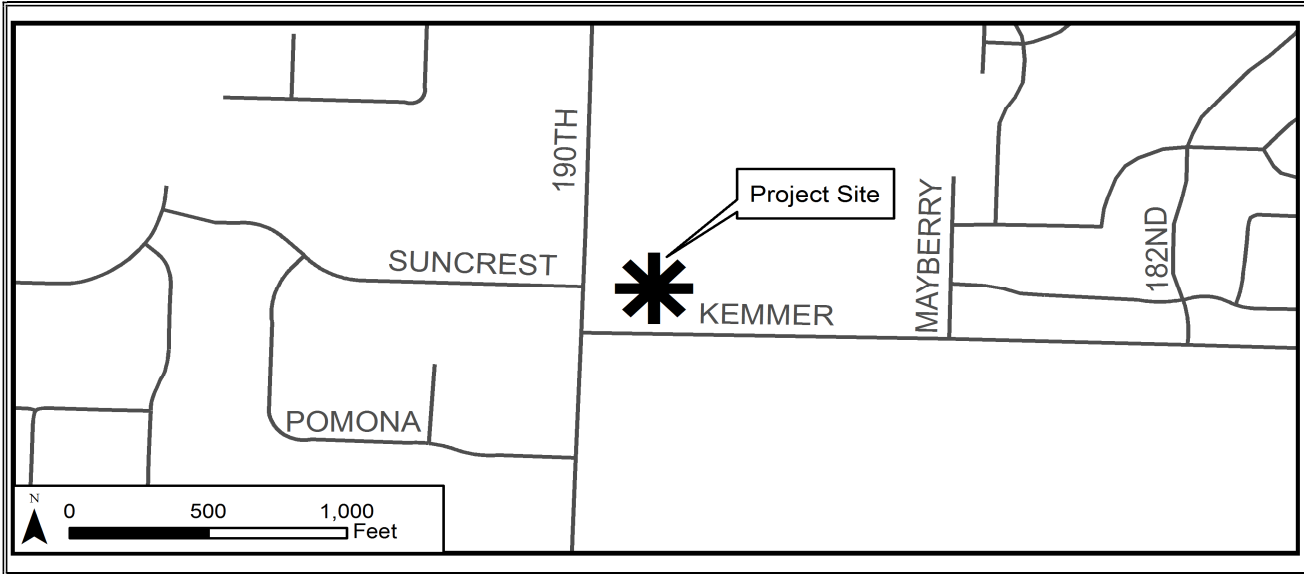 190TH
Project Site
MAYBERRY
182ND
SUNCREST
KEMMER
POMONA
N
0 500 1,000
Feet